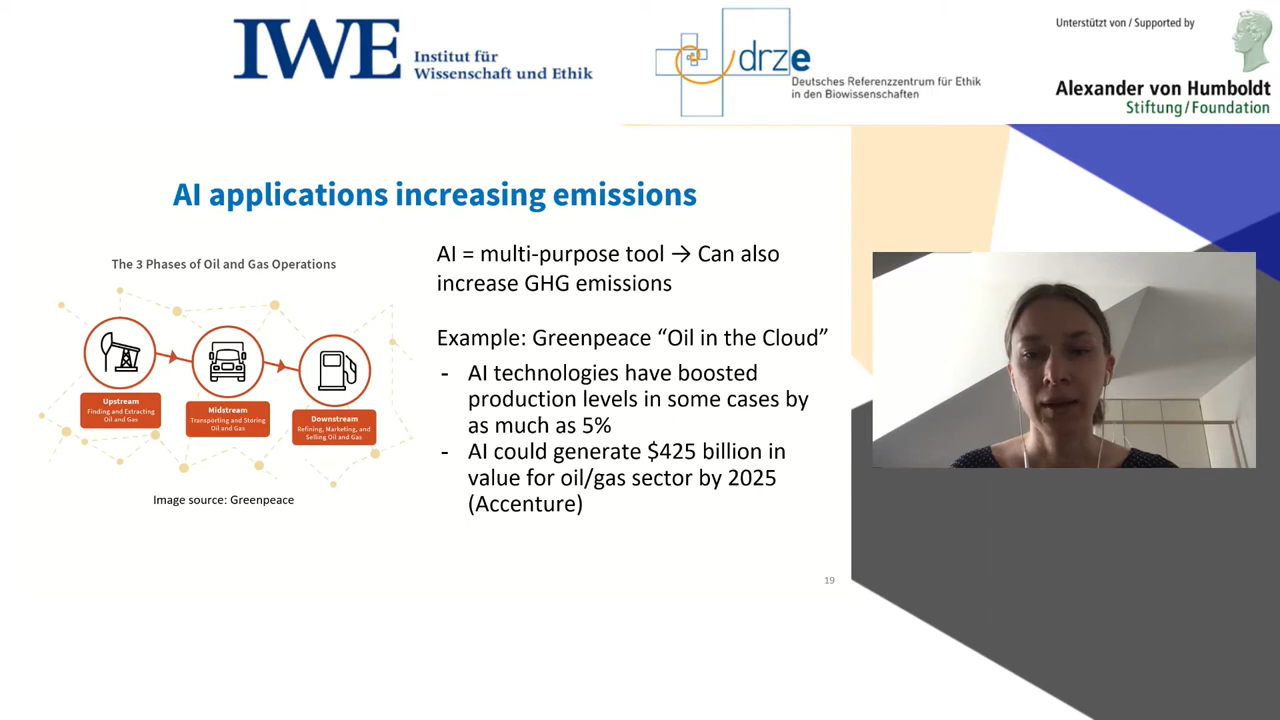 IWE Institut für
Wissenschaft und Ethik
drze
Deutsches Referenzzentrum für Ethik
in den Biowissenschaften
Unterstützt von / Supported by
Alexander von Humboldt
Stiftung/Foundation
AI applications increasing emissions
The 3 Phases of Oil and Gas Operations
Upstream
Finding and Extracting
Oil and Gas
Midstream
Transporting and Storing
Oil and Gas
Downstream
Refining, Marketing, and
Selling Oil and Gas
Image source: Greenpeace
AI = multi-purpose tool → Can also
increase GHG emissions
Example: Greenpeace “Oil in the Cloud”
- AI technologies have boosted
production levels in some cases by
as much as 5%
- AI could generate $425 billion in
value for oil/gas sector by 2025
(Accenture)
19